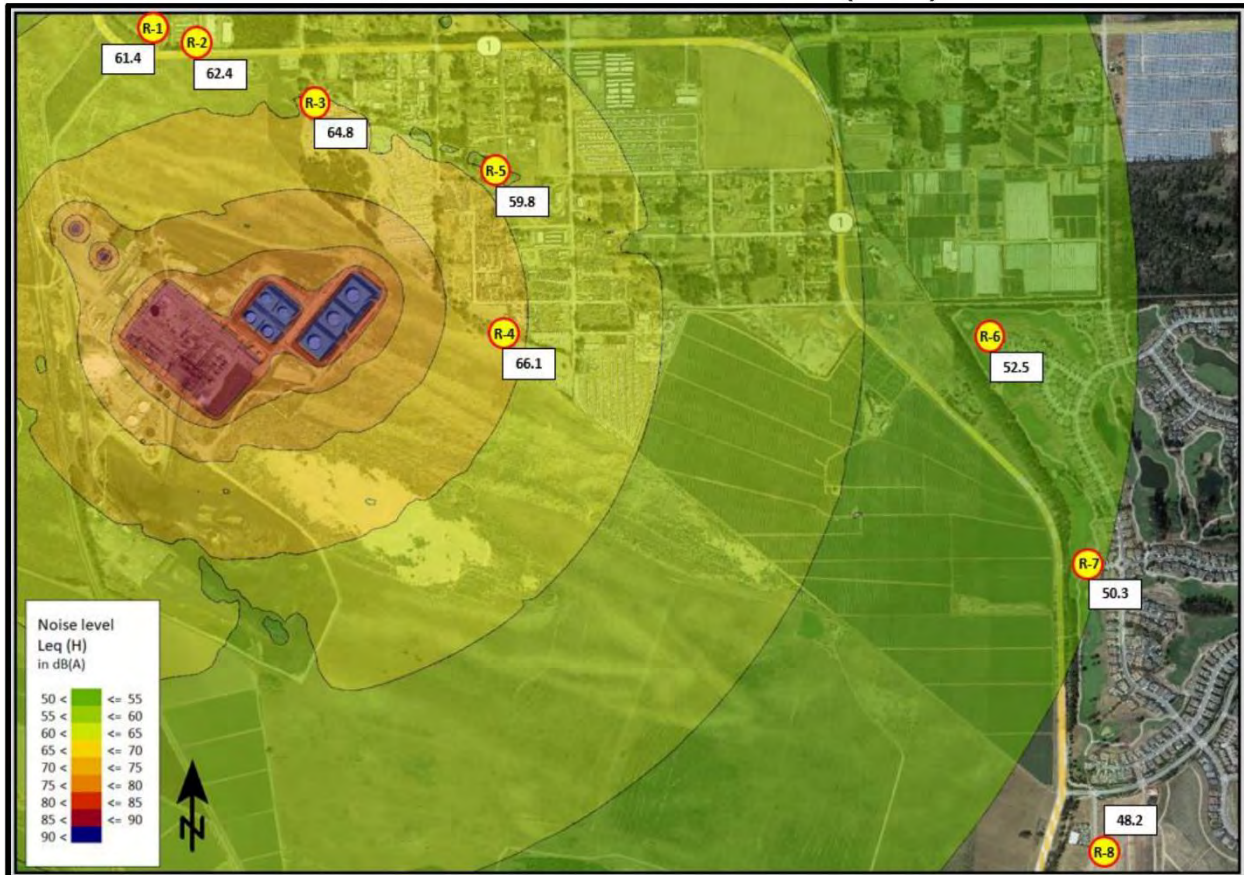 R-1
61.4
R-2
62.4
1
R-3
64.8
R-5
59.8
1
R-4
66.1
R-6
52.5
R-7
50.3
48.2
R-8
Noise level
Leq (H)
in dB(A)
50 < <= 55
55 < <= 60
60 < <= 65
65 < <= 70
70 < <= 75
75 < <= 80
80 < <= 85
85 < <= 90
90 <
N